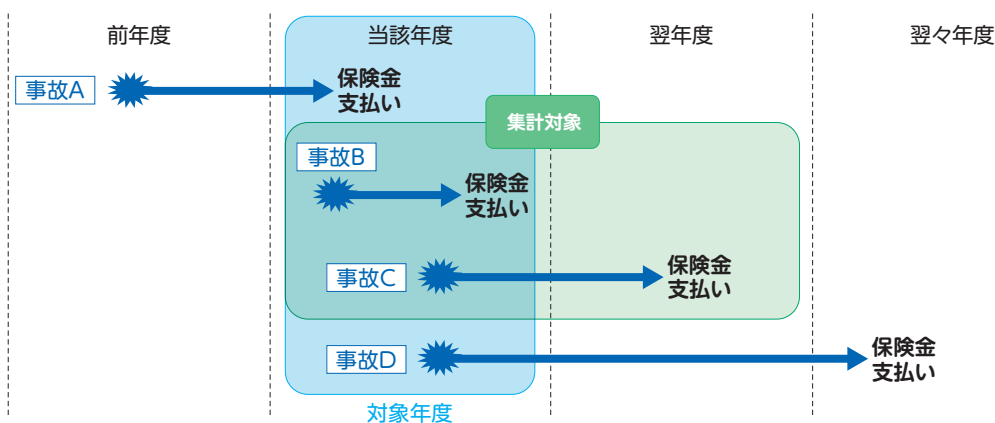 前年度
当該年度
翌年度
翌々年度
事故A
保険金
支払い
集計対象
事故B
保険金
支払い
事故C
保険金
支払い
事故D
保険金
支払い
対象年度